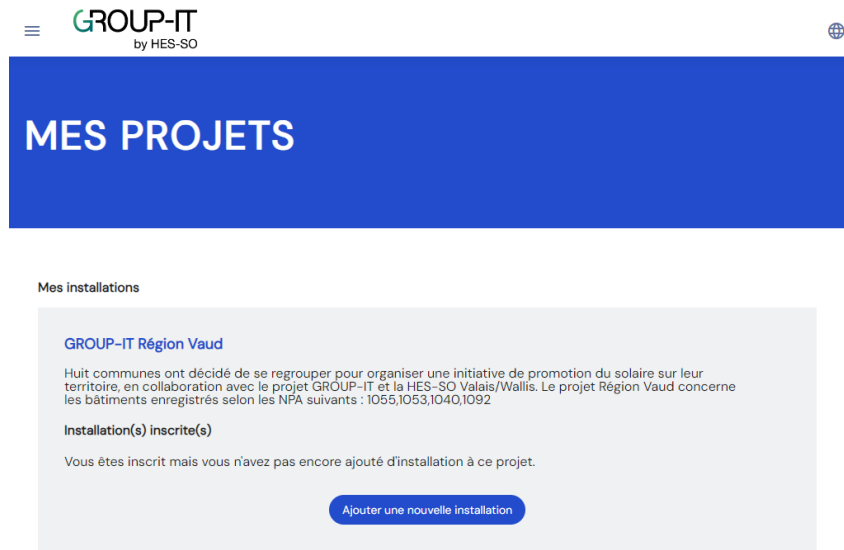 GROUP-IT
by HES-SO
MES PROJETS
Mes installations
GROUP-IT Région Vaud
Huit communes ont décidé de se regrouper pour organiser une initiative de promotion du solaire sur leur
territoire, en collaboration avec le projet GROUP-IT et la HES-SO Valais/Wallis. Le projet Région Vaud concerne
les bâtiments enregistrés selon les NPA suivants : 1055,1053,1040,1092
Installation(s) inscrite(s)
Vous êtes inscrit mais vous n'avez pas encore ajouté d'installation à ce projet.
Ajouter une nouvelle installation